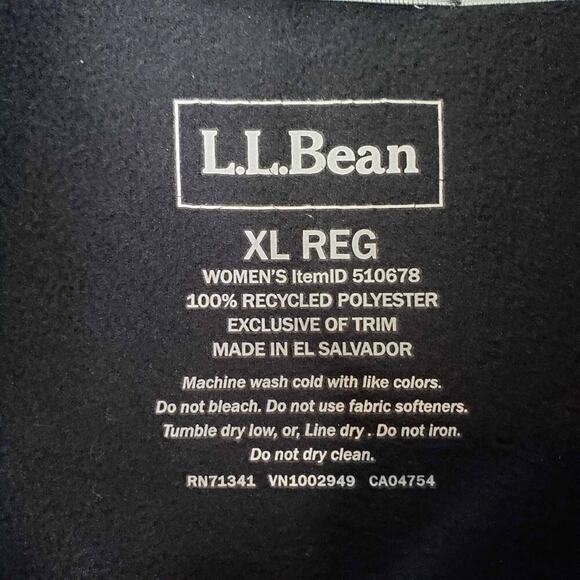 L.L.Bean
XL REG
WOMEN'S ItemID 510678
100% RECYCLED POLYESTER
EXCLUSIVE OF TRIM
MADE IN EL SALVADOR
Machine wash cold with like colors.
Do not bleach. Do not use fabric softeners.
Tumble dry low, or, Line dry . Do not iron.
Do not dry clean.
RN71341 VN1002949 CA04754